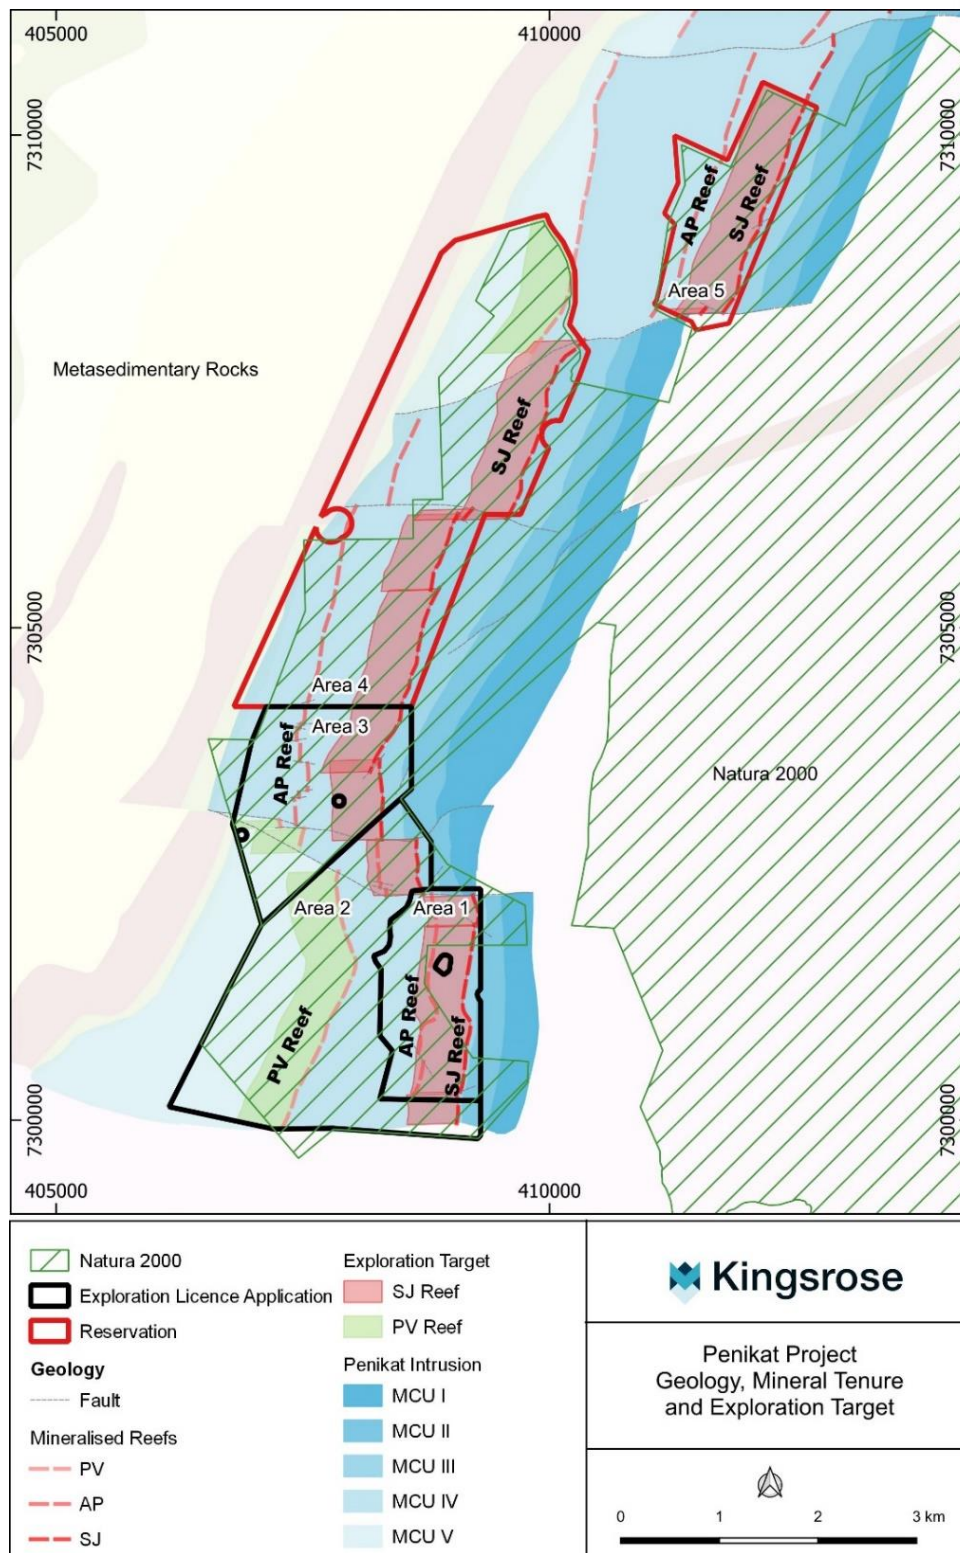 405000
410000
7310000
7310000
AP Reef
SJ Reef
Area 5
Metasedimentary Rocks
SJ Reef
7305000
7305000
Area 4
Area 3
AP Reef
Natura 2000
Area 2
Area 1
PV Reef
AP Reef
SJ Reef
7300000
7300000
405000
410000
Natura 2000
Exploration Licence Application
Reservation
Geology
Fault
Mineralised Reefs
PV
AP
SJ
Exploration Target
SJ Reef
PV Reef
Penikat Intrusion
MCU I
MCU II
MCU III
MCU IV
MCU V
Kingsrose
Penikat Project
Geology, Mineral Tenure
and Exploration Target
0 1 2 3 km